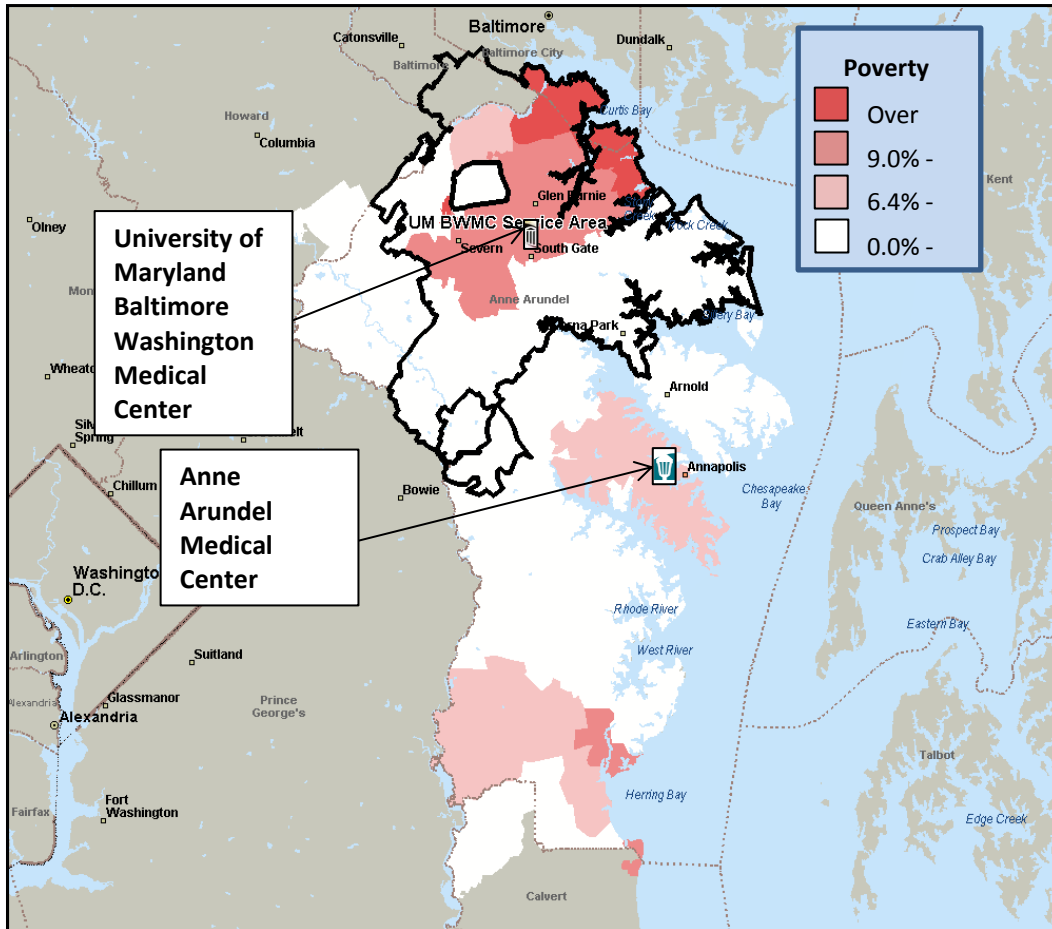 Baltimore
Catonsville
Dundalk
Baltimore City
Baltimore
Howard
Columbia
Curtis Bay
Poverty
Over
9.0% -
6.4% -
0.0% -
Kent
Olney
Glen Burnie
UM BWMC Service Area
Creek
Rock Creek
Severn
South Gate
University of
Maryland
Baltimore
Washington
Medical
Center
Anne Arundel
Arnold
Spring
Bowie
Chillum
Annapolis
Chesapeake
Bay
Queen Anne's
Prospect Bay
Crab Alley Bay
Eastern Bay
Anne
Arundel
Medical
Center
Washington
D.C.
Rhode River
West River
Arlington
Suitland
Alexandria
Glassmanor
Prince
George's
Alexandria
Talbot
Herring Bay
Fort
Washington
Fairfax
Edge Creek
Calvert